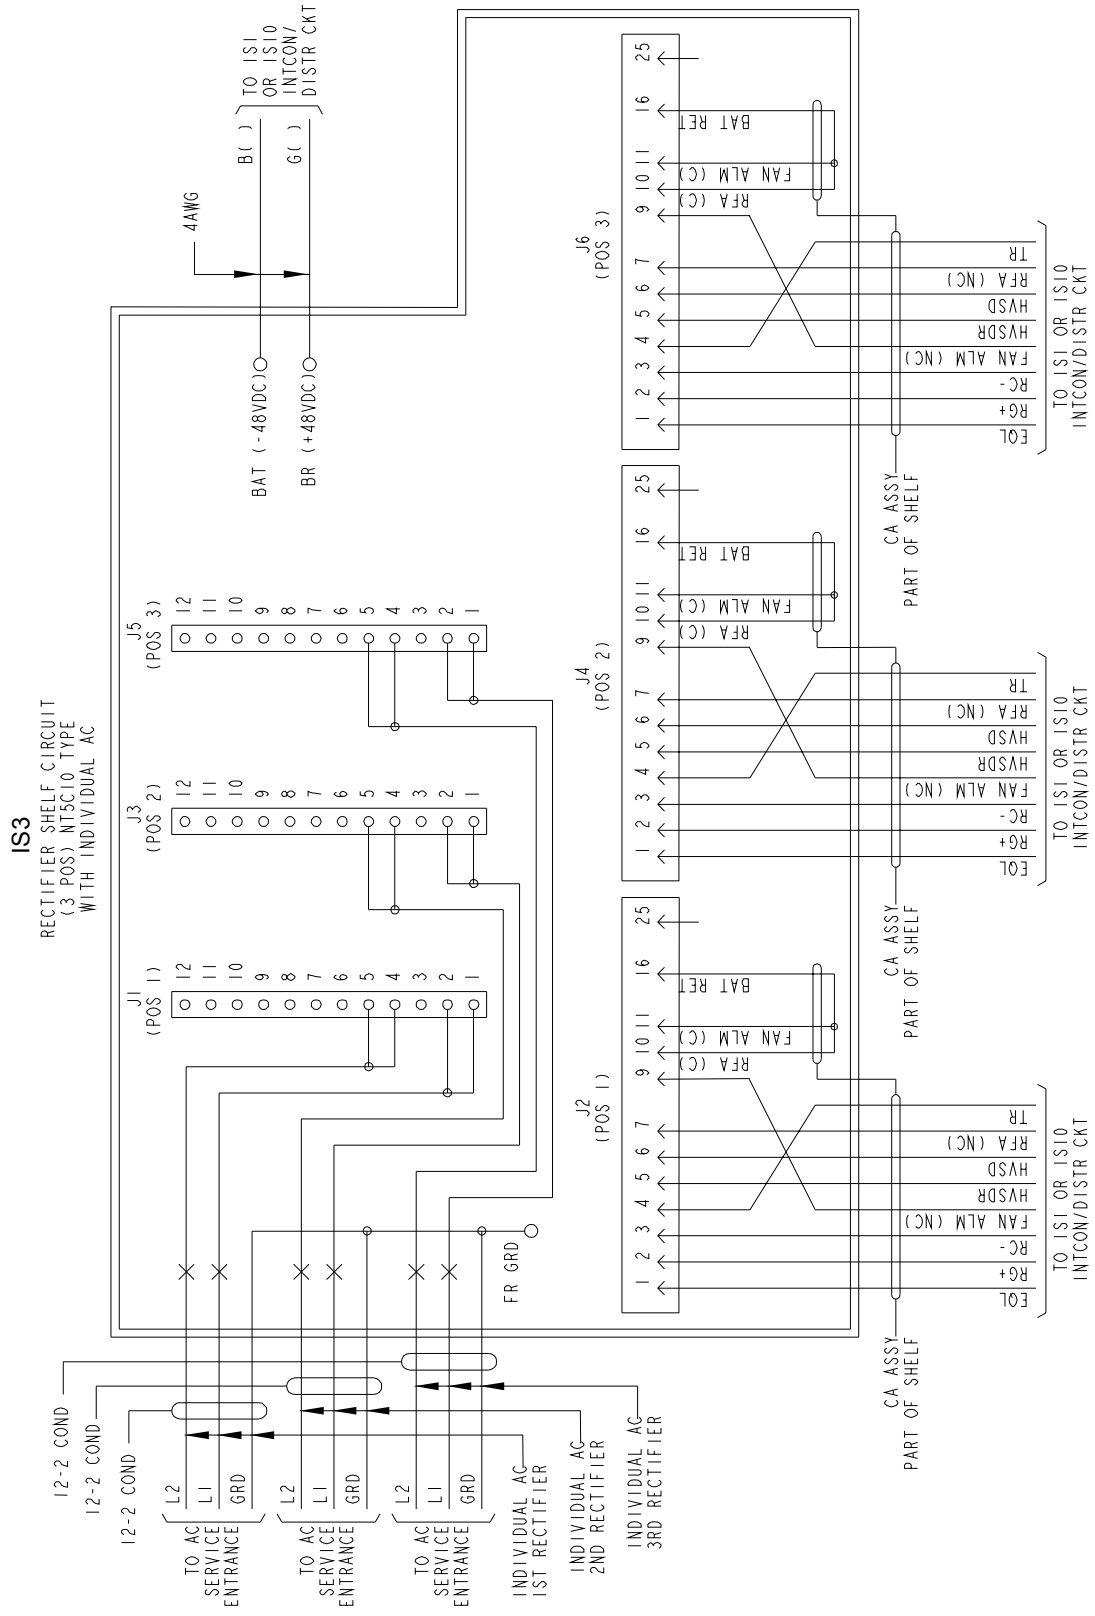 IS3
RECTIFIER SHELF CIRCUIT
(3 POS) NT5C10 TYPE
WITH INDIVIDUAL AC
12-2 COND
12-2 COND
12-2 COND
L2
L1
GRD
TO AC
SERVICE
ENTRANCE
L2
L1
GRD
TO AC
SERVICE
ENTRANCE
L2
L1
GRD
TO AC
SERVICE
ENTRANCE
INDIVIDUAL AC
1ST RECTIFIER
INDIVIDUAL AC
2ND RECTIFIER
INDIVIDUAL AC
3RD RECTIFIER
FR GRD
J1
(POS 1)
12
11
10
9
8
7
6
5
4
3
2
1
J3
(POS 2)
12
11
10
9
8
7
6
5
4
3
2
1
J5
(POS 3)
12
11
10
9
8
7
6
5
4
3
2
1
BAT (-48VDC)
BR (+48VDC)
4AWG
B( )
G( )
TO IS1
OR IS10
INTCON/
DISTR CKT
J2
(POS 1)
1 2 3 4 5 6 7 9 10 11 16 25
RFA (C)
FAN ALM (C)
BAT RET
EQL
RG+
RC-
FAN ALM (NC)
HVSDR
HVSD
RFA (NC)
TR
CA ASSY
PART OF SHELF
TO IS1 OR IS10
INTCON/DISTR CKT
J4
(POS 2)
1 2 3 4 5 6 7 9 10 11 16 25
RFA (C)
FAN ALM (C)
BAT RET
EQL
RG+
RC-
FAN ALM (NC)
HVSDR
HVSD
RFA (NC)
TR
CA ASSY
PART OF SHELF
TO IS1 OR IS10
INTCON/DISTR CKT
J6
(POS 3)
1 2 3 4 5 6 7 9 10 11 16 25
RFA (C)
FAN ALM (C)
BAT RET
EQL
RG+
RC-
FAN ALM (NC)
HVSDR
HVSD
RFA (NC)
TR
CA ASSY
PART OF SHELF
TO IS1 OR IS10
INTCON/DISTR CKT